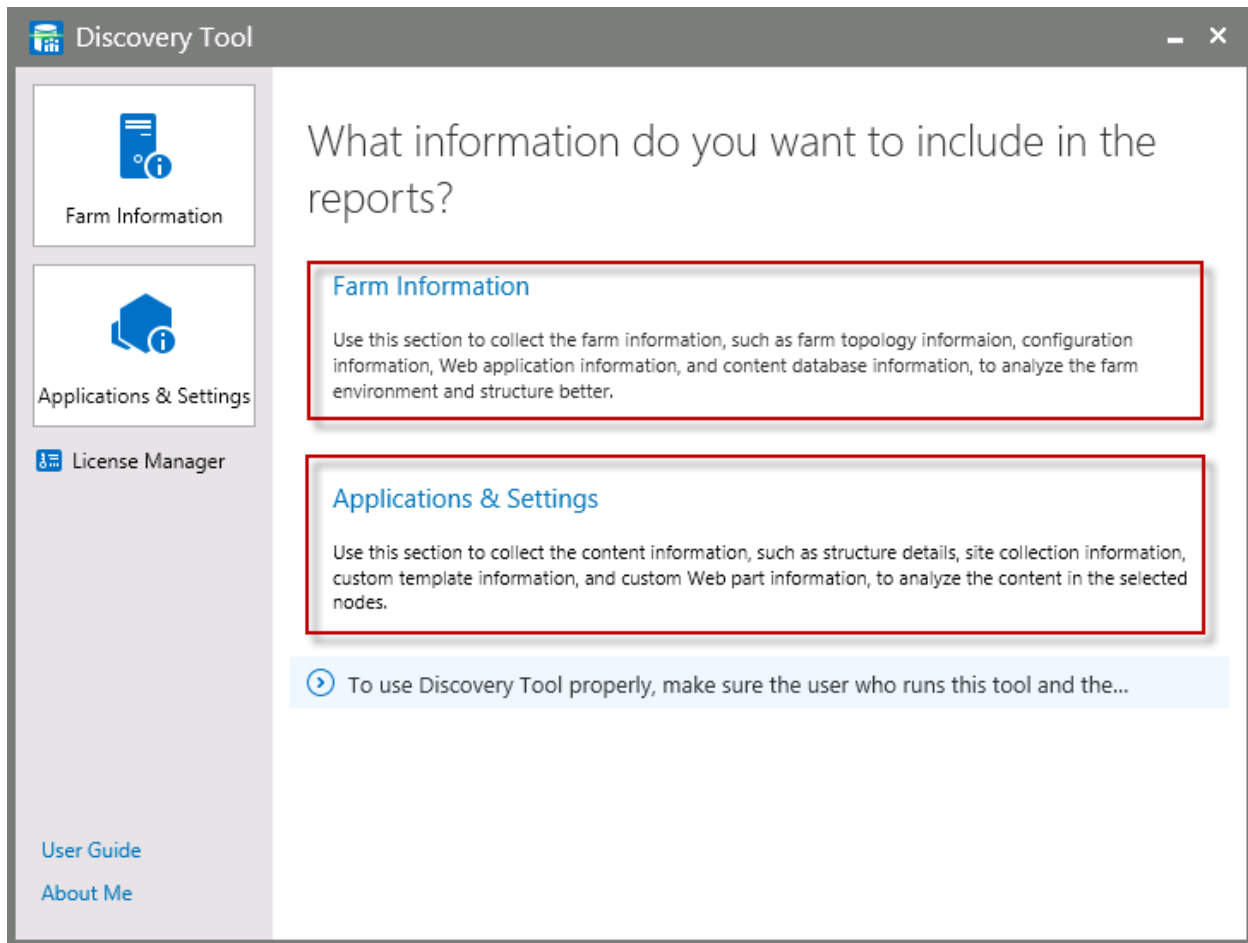 Discovery Tool
Farm Information
Applications & Settings
License Manager
User Guide
About Me
What information do you want to include in the
reports?
Farm Information
Use this section to collect the farm information, such as farm topology informaion, configuration
information, Web application information, and content database information, to analyze the farm
environment and structure better.
Applications & Settings
Use this section to collect the content information, such as structure details, site collection information,
custom template information, and custom Web part information, to analyze the content in the selected
nodes.
To use Discovery Tool properly, make sure the user who runs this tool and the...